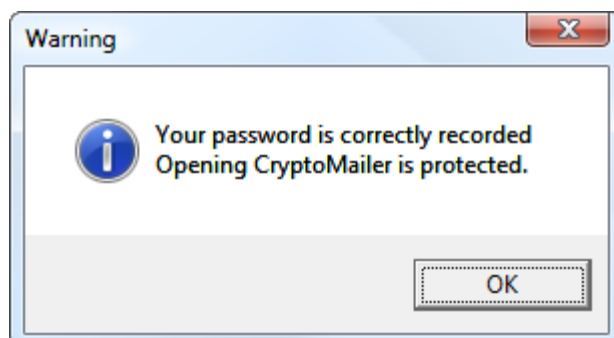 Warning
Your password is correctly recorded
Opening CryptoMailer is protected.
OK